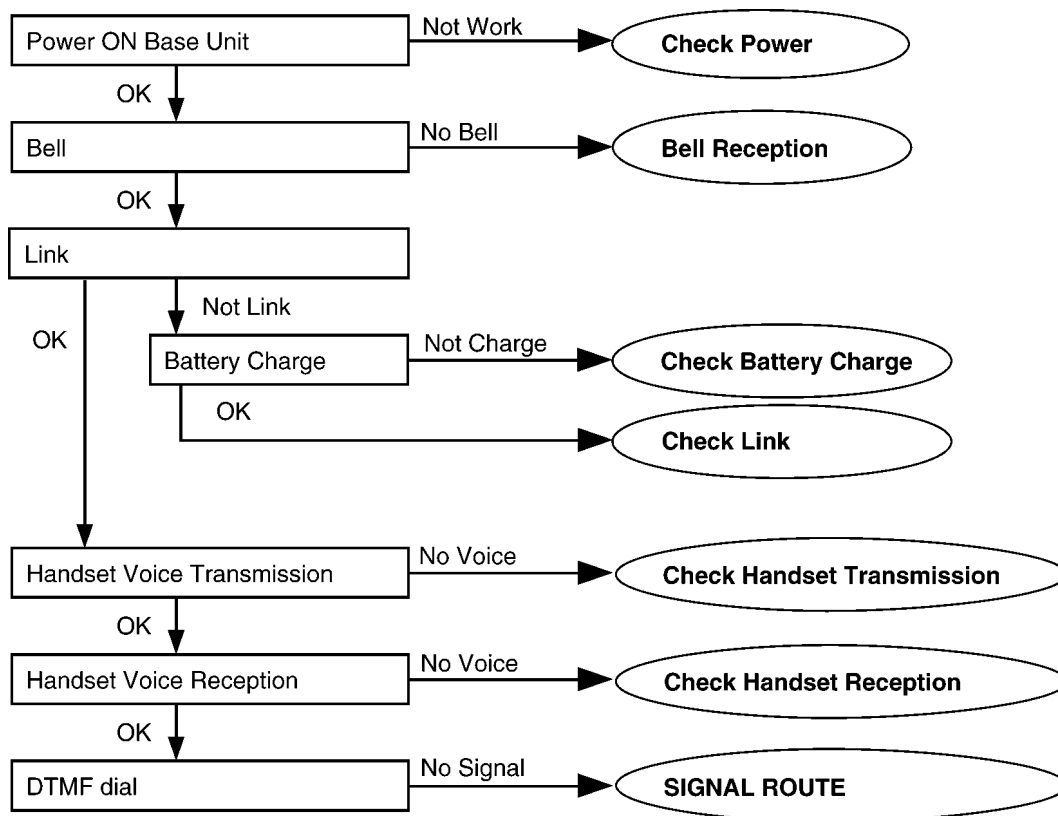 Power ON Base Unit
Not Work
Check Power
OK
Bell
No Bell
Bell Reception
OK
Link
OK
Not Link
Battery Charge
Not Charge
Check Battery Charge
OK
Check Link
Handset Voice Transmission
No Voice
Check Handset Transmission
OK
Handset Voice Reception
No Voice
Check Handset Reception
OK
DTMF dial
No Signal
SIGNAL ROUTE